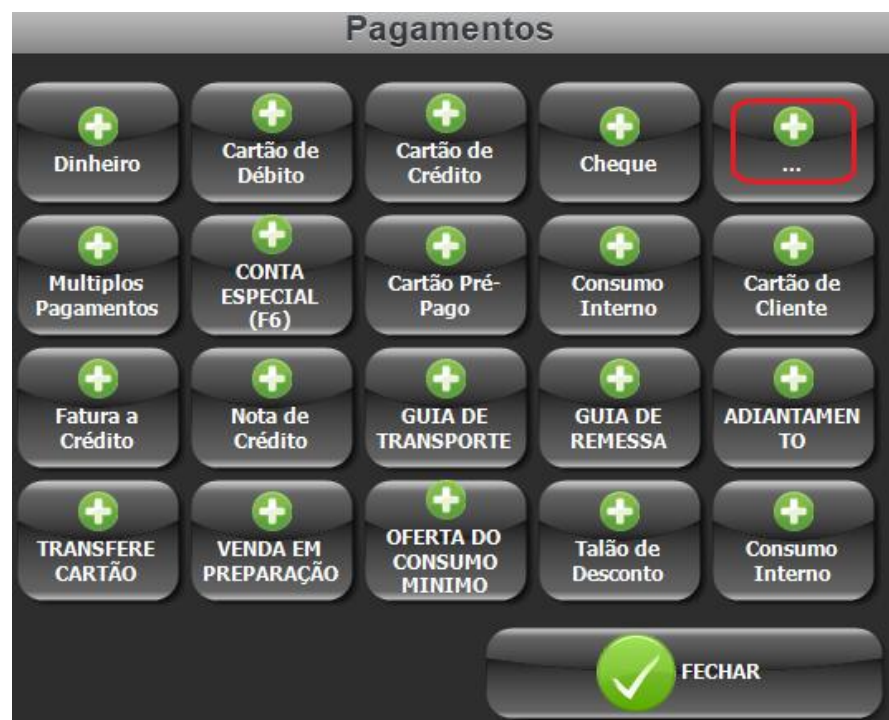 Pagamentos
Dinheiro
Cartão de
Débito
Cartão de
Crédito
Cheque
...
Multiplos
Pagamentos
CONTA
ESPECIAL
(F6)
Cartão Pré-
Pago
Consumo
Interno
Cartão de
Cliente
Fatura a
Crédito
Nota de
Crédito
GUIA DE
TRANSPORTE
GUIA DE
REMESSA
ADIANTAMEN
TO
TRANSFERE
CARTÃO
VENDA EM
PREPARAÇÃO
OFERTA DO
CONSUMO
MINIMO
Talão de
Desconto
Consumo
Interno
FECHAR